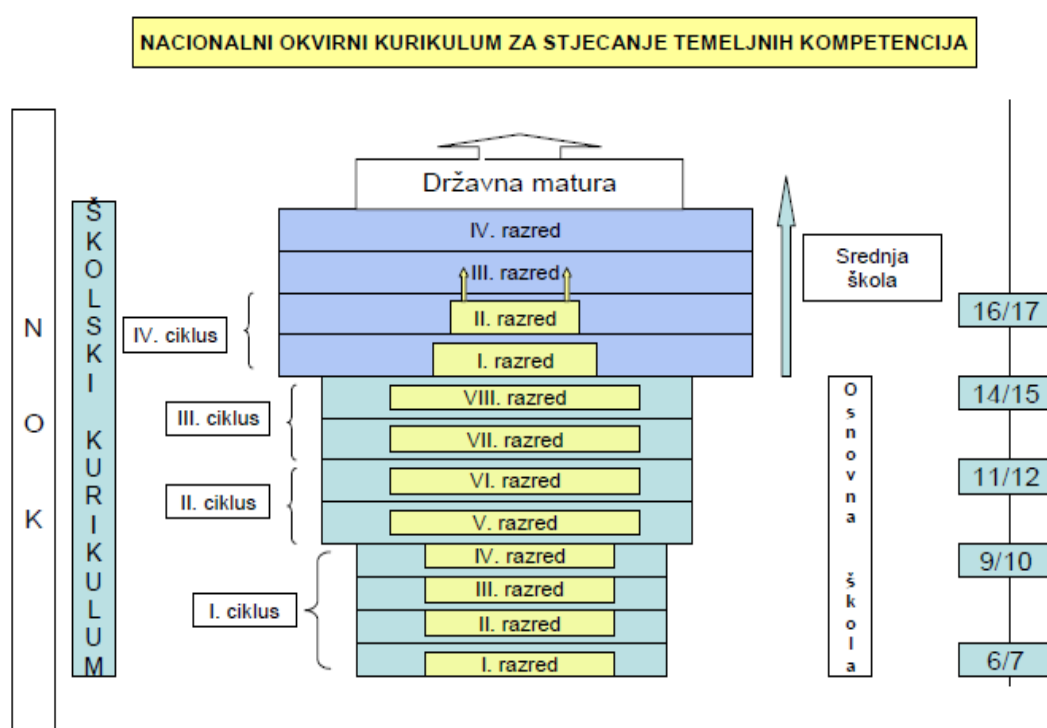 NACIONALNI OKVIRNI KURIKULUM ZA STJECANJE TEMELJNIH KOMPETENCIJA
N O K
ŠKOLSKI KURIKULUM
Državna matura
IV. razred
III. razred
II. razred
I. razred
VIII. razred
VII. razred
VI. razred
V. razred
IV. razred
III. razred
II. razred
I. razred
IV. ciklus
III. ciklus
II. ciklus
I. ciklus
Srednja
škola
Osnovna škola
16/17
14/15
11/12
9/10
6/7